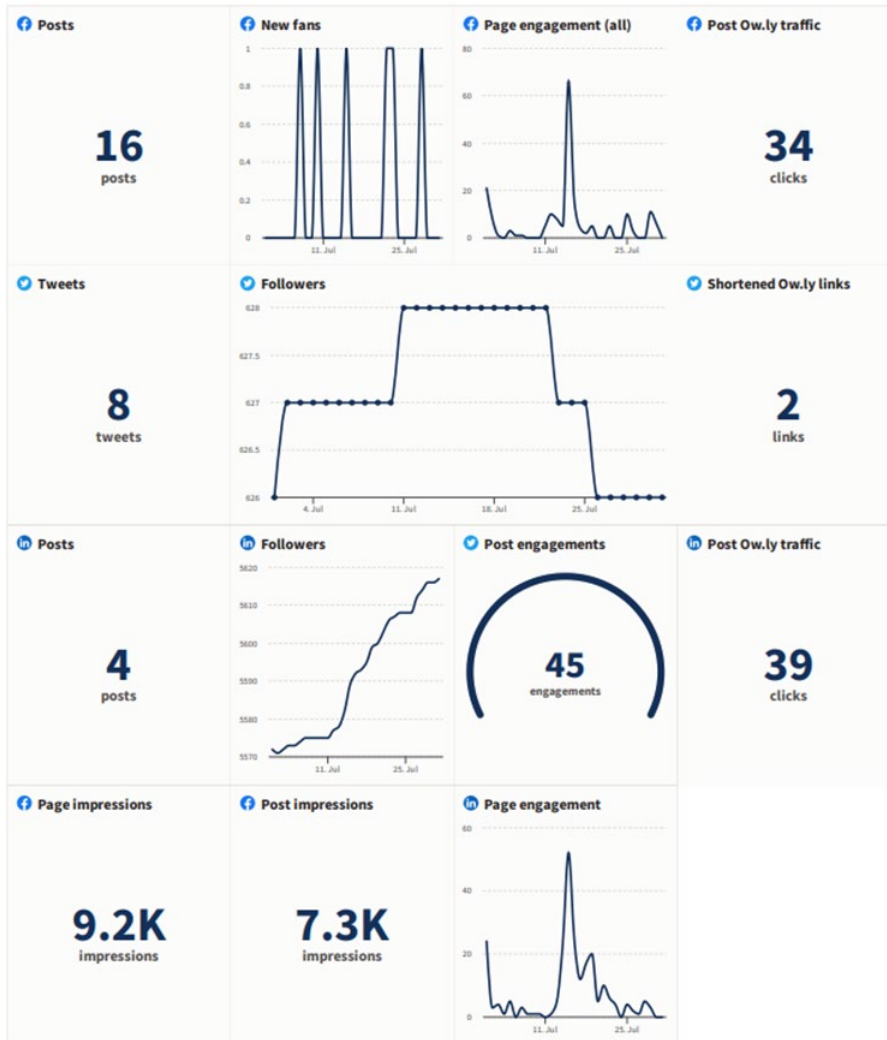 Posts
16
posts
New fans
1
0.8
0.6
0.4
0.2
0
11. Jul
25. Jul
Page engagement (all)
80
60
40
20
0
11. Jul
25. Jul
Post Ow.ly traffic
34
clicks
Tweets
8
tweets
Followers
628
627.5
627
626.5
626
4. Jul
11. Jul
18. Jul
25. Jul
Shortened Ow.ly links
2
links
in Posts
4
posts
in Followers
5620
5610
5600
5590
5580
5570
11. Jul
25. Jul
Post engagements
45
engagements
in Post Ow.ly traffic
39
clicks
Page impressions
9.2K
impressions
Post impressions
7.3K
impressions
in Page engagement
60
40
20
0
11. Jul
25. Jul